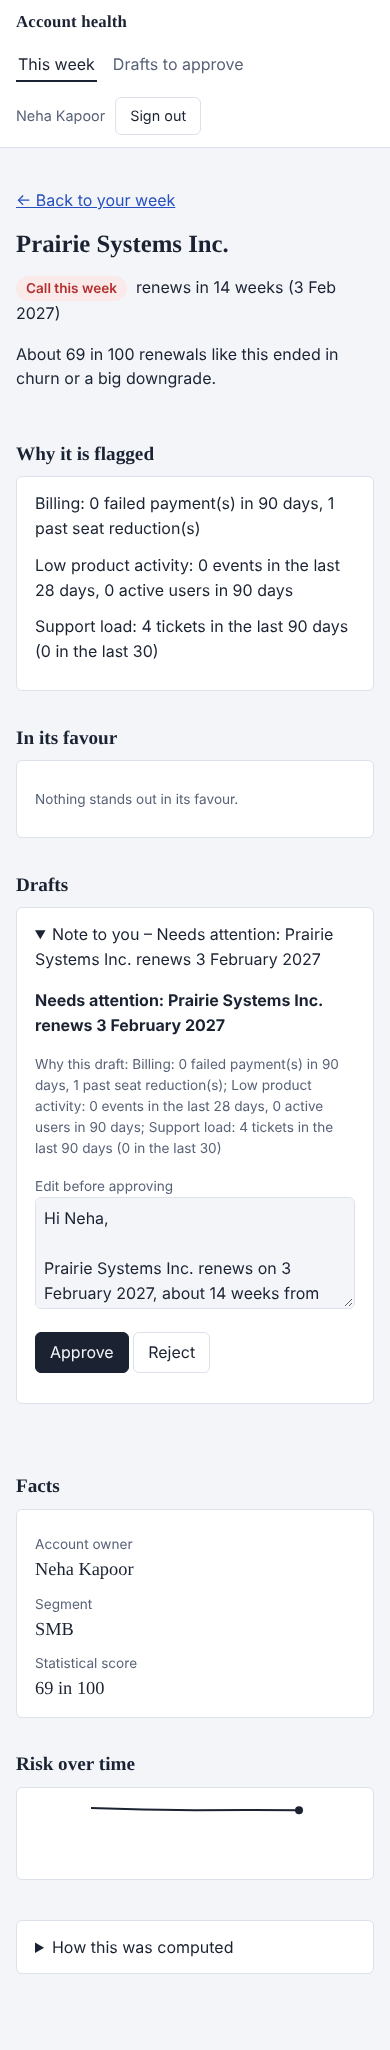 Account health
This week
Drafts to approve
Neha Kapoor
Sign out
← Back to your week
Prairie Systems Inc.
Call this week renews in 14 weeks (3 Feb
2027)
About 69 in 100 renewals like this ended in
churn or a big downgrade.
Why it is flagged
Billing: 0 failed payment(s) in 90 days, 1
past seat reduction(s)
Low product activity: 0 events in the last
28 days, 0 active users in 90 days
Support load: 4 tickets in the last 90 days
(0 in the last 30)
In its favour
Nothing stands out in its favour.
Drafts
▼ Note to you – Needs attention: Prairie
Systems Inc. renews 3 February 2027
Needs attention: Prairie Systems Inc.
renews 3 February 2027
Why this draft: Billing: 0 failed payment(s) in 90
days, 1 past seat reduction(s); Low product
activity: 0 events in the last 28 days, 0 active
users in 90 days; Support load: 4 tickets in the
last 90 days (0 in the last 30)
Edit before approving
Hi Neha,
Prairie Systems Inc. renews on 3
February 2027, about 14 weeks from
Approve
Reject
Facts
Account owner
Neha Kapoor
Segment
SMB
Statistical score
69 in 100
Risk over time
▶ How this was computed